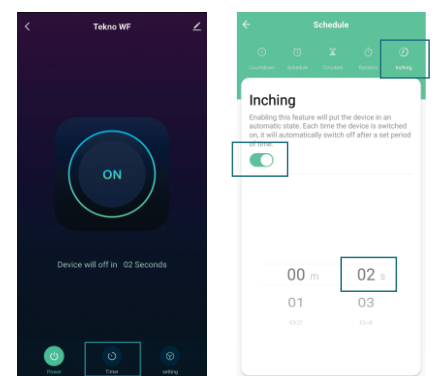 Tekno WF
ON
Device will off in 02 Seconds
Power
Timer
setting
Schedule
Countdown
Schedule
Circulate
Random
Inching
Inching
Enabling this feature will put the device in an
automatic state. Each time the device is switched
on, it will automatically switch off after a set period
of time.
00 m 02 s
01 03
02 04